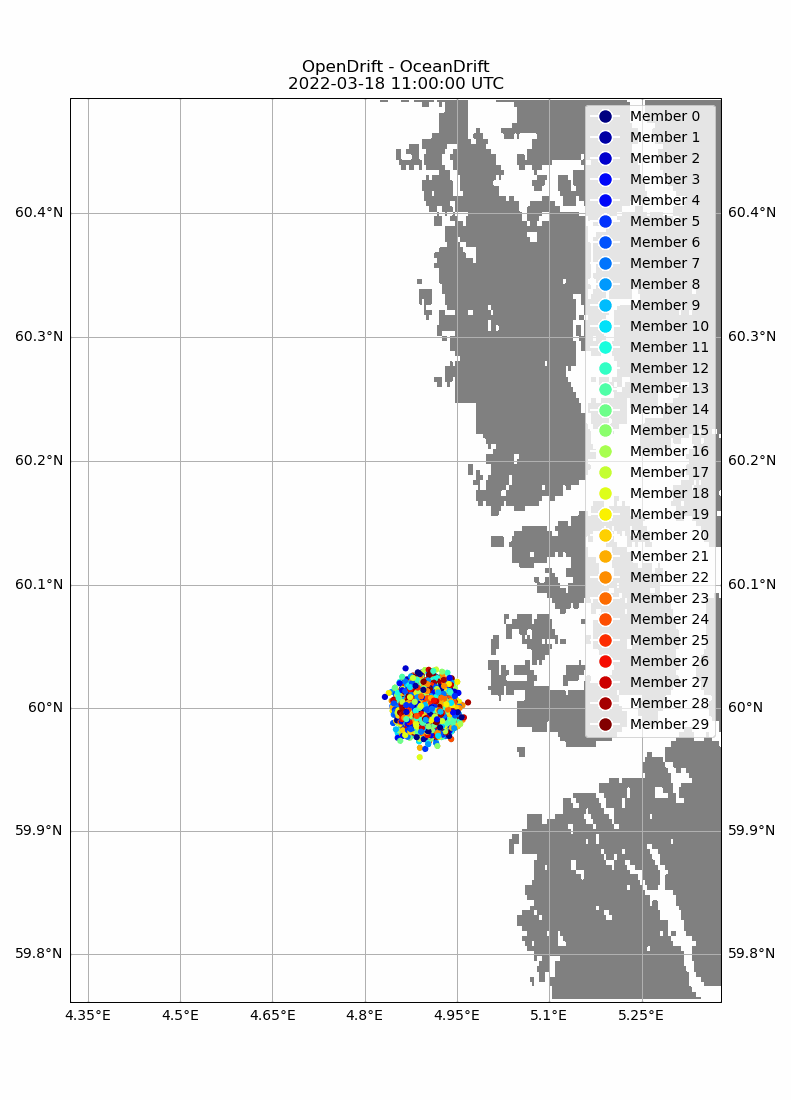 OpenDrift - OceanDrift
2022-03-18 11:00:00 UTC
Member 0
Member 1
Member 2
Member 3
Member 4
Member 5
Member 6
Member 7
Member 8
Member 9
Member 10
Member 11
Member 12
Member 13
Member 14
Member 15
Member 16
Member 17
Member 18
Member 19
Member 20
Member 21
Member 22
Member 23
Member 24
Member 25
Member 26
Member 27
Member 28
Member 29
60.4°N 60.4°N
60.3°N 60.3°N
60.2°N 60.2°N
60.1°N 60.1°N
60°N 60°N
59.9°N 59.9°N
59.8°N 59.8°N
4.35°E 4.5°E 4.65°E 4.8°E 4.95°E 5.1°E 5.25°E